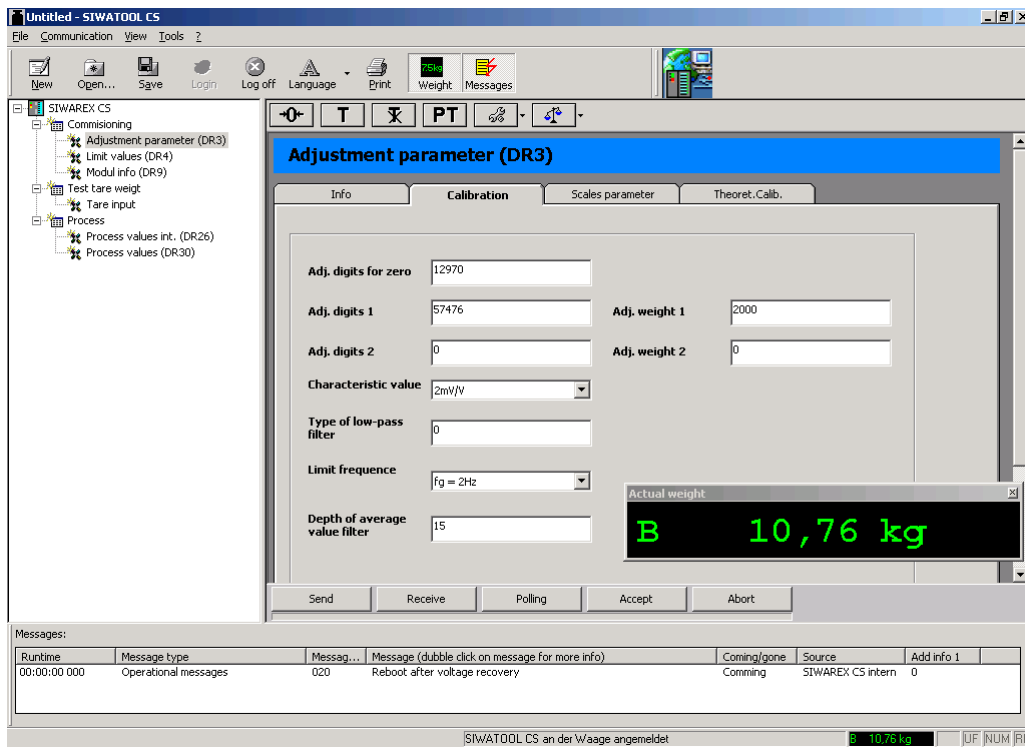 Untitled - SIWATOOL CS
File Communication View Tools ?
New Open... Save Login Log off Language Print 7.5kg Weight Messages
SIWAREX CS
Commisioning
Adjustment parameter (DR3)
Limit values (DR4)
Modul info (DR9)
Test tare weigt
Tare input
Process
Process values int. (DR26)
Process values (DR30)
→0← T T PT
Adjustment parameter (DR3)
Info Calibration Scales parameter Theoret.Calib.
Adj. digits for zero 12970
Adj. digits 1 57476 Adj. weight 1 2000
Adj. digits 2 0 Adj. weight 2 0
Characteristic value 2mV/V
Type of low-pass
filter 0
Limit frequence fg = 2Hz
Depth of average
value filter 15
Actual weight
B 10,76 kg
Send Receive Polling Accept Abort
Messages:
Runtime Message type Messag... Message (dubble click on message for more info) Coming/gone Source Add info 1
00:00:00 000 Operational messages 020 Reboot after voltage recovery Comming SIWAREX CS intern 0
SIWATOOL CS an der Waage angemeldet B 10,76 kg UF NUM